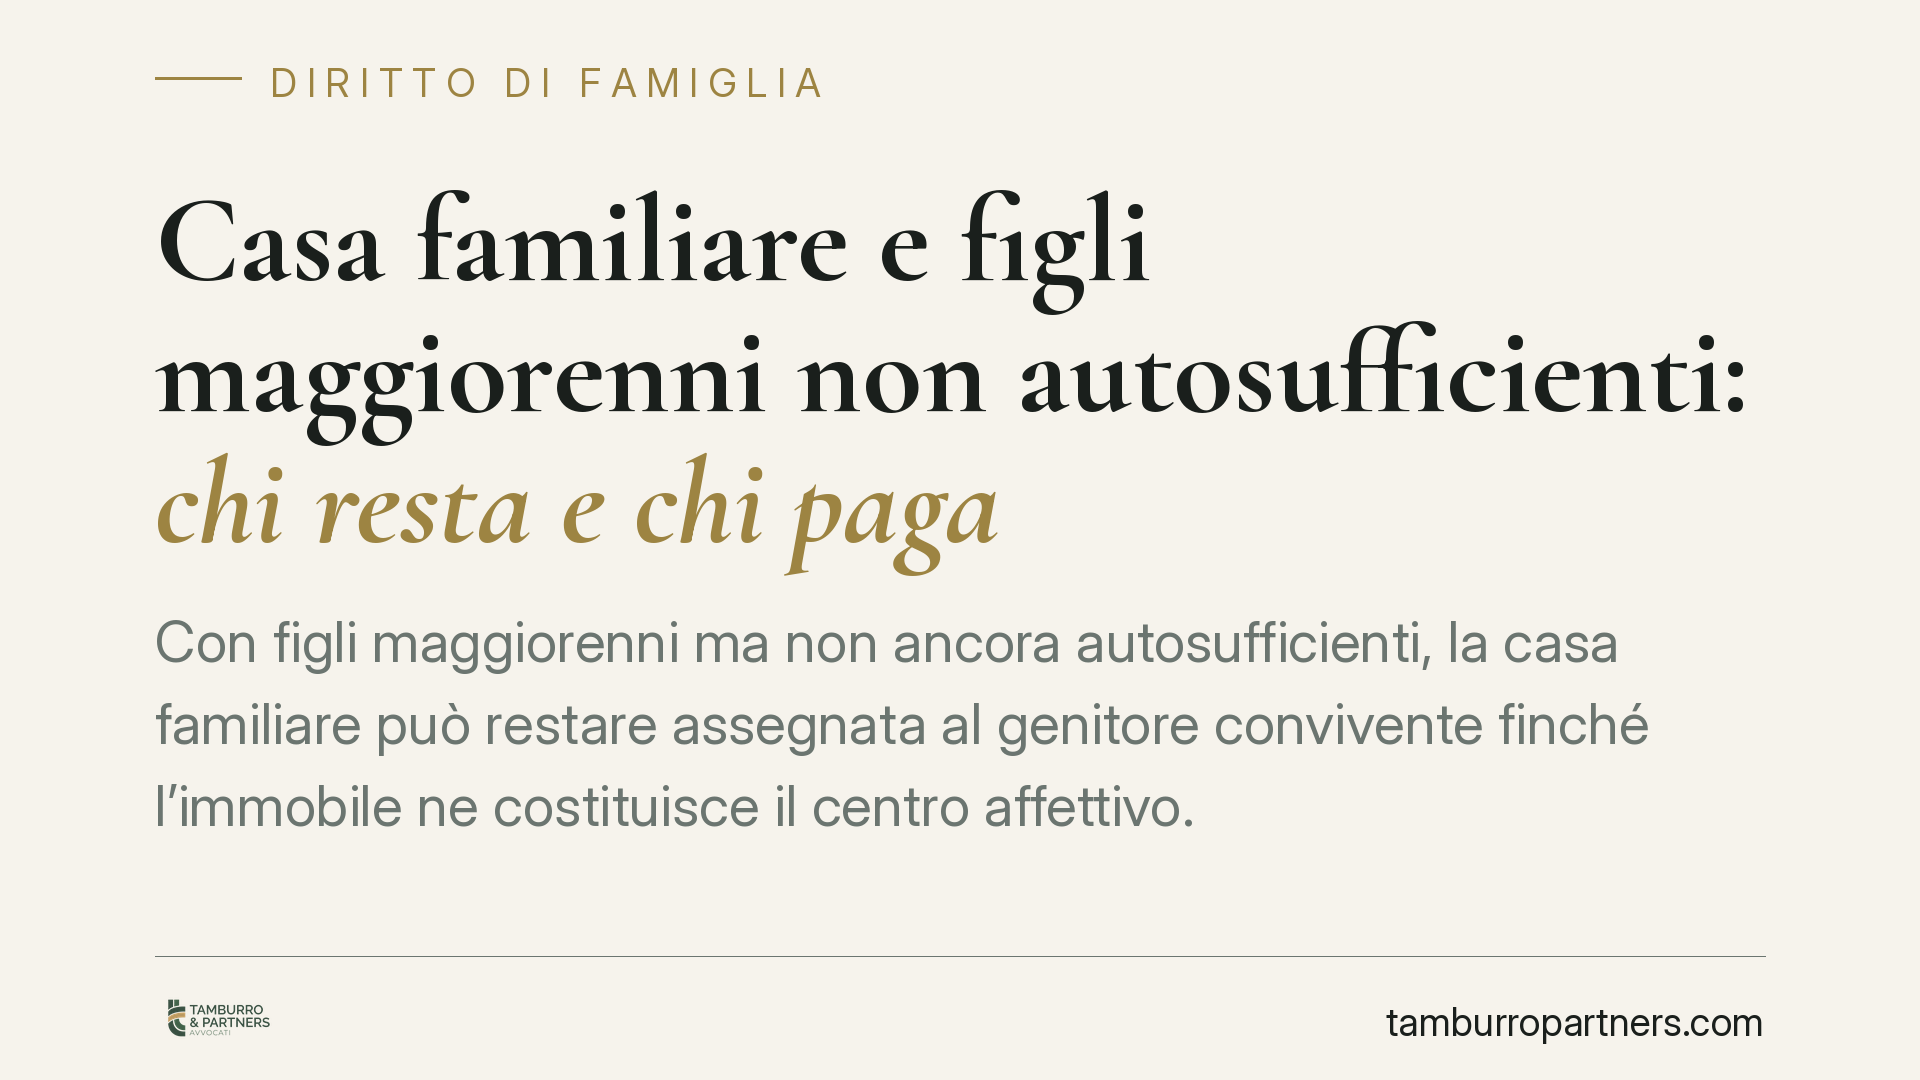 DIRITTO DI FAMIGLIA
Casa familiare e figli
maggiorenni non autosufficienti:
chi resta e chi paga
Con figli maggiorenni ma non ancora autosufficienti, la casa
familiare può restare assegnata al genitore convivente finché
l’immobile ne costituisce il centro affettivo.
TAMBURRO
& PARTNERS
AVVOCATI
tamburropartners.com